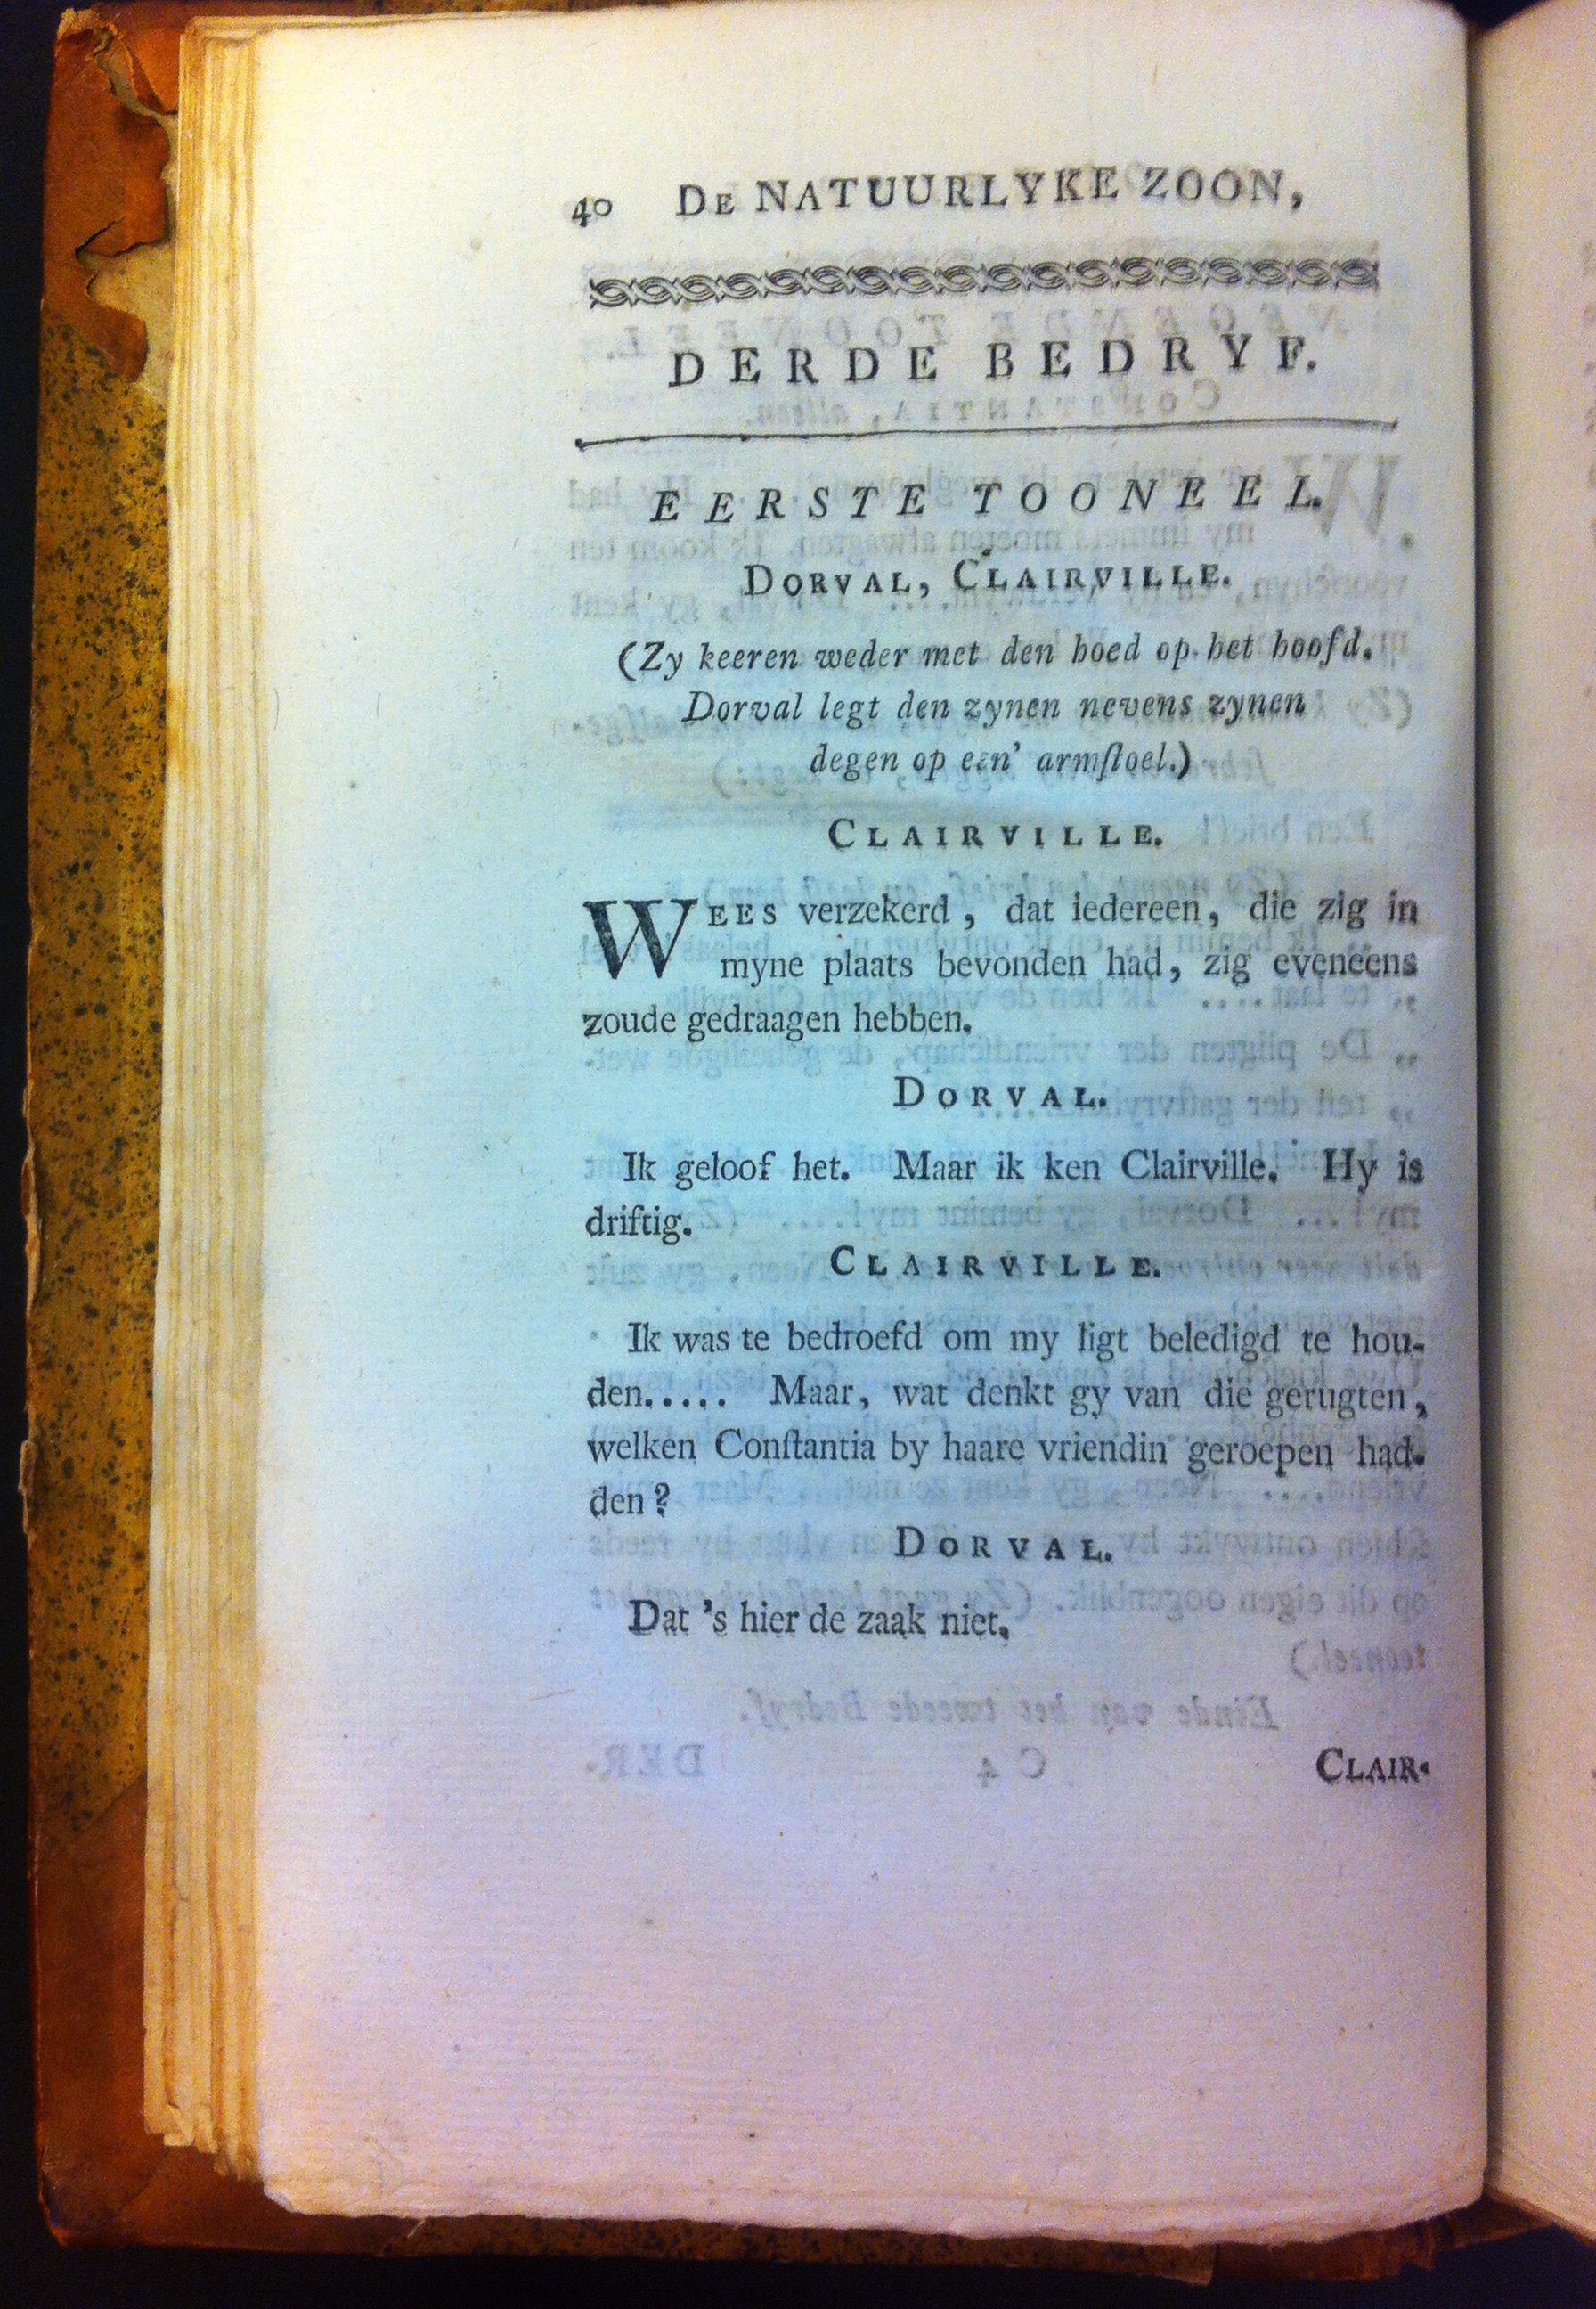 40 DE NATUURLYKE ZOON,
DERDE BEDRYF.
EERSTE TOONEEL.
DORVAL, CLAIRVILLE.
(Zy keeren weder met den hoed op het hoofd.
Dorval legt den zynen nevens zynen
degen op een' armſtoel.)
CLAIRVILLE.
WEES verzekerd, dat iedereen, die zig in
myne plaats bevonden had, zig eveneens
zoude gedraagen hebben.
DORVAL.
Ik geloof het. Maar ik ken Clairville. Hy is
driftig.
CLAIRVILLE.
Ik was te bedroefd om my ligt beledigd te hou-
den..... Maar, wat denkt gy van die gerugten,
welken Conſtantia by haare vriendin geroepen had-
den?
DORVAL.
Dat 's hier de zaak niet.
CLAIR-